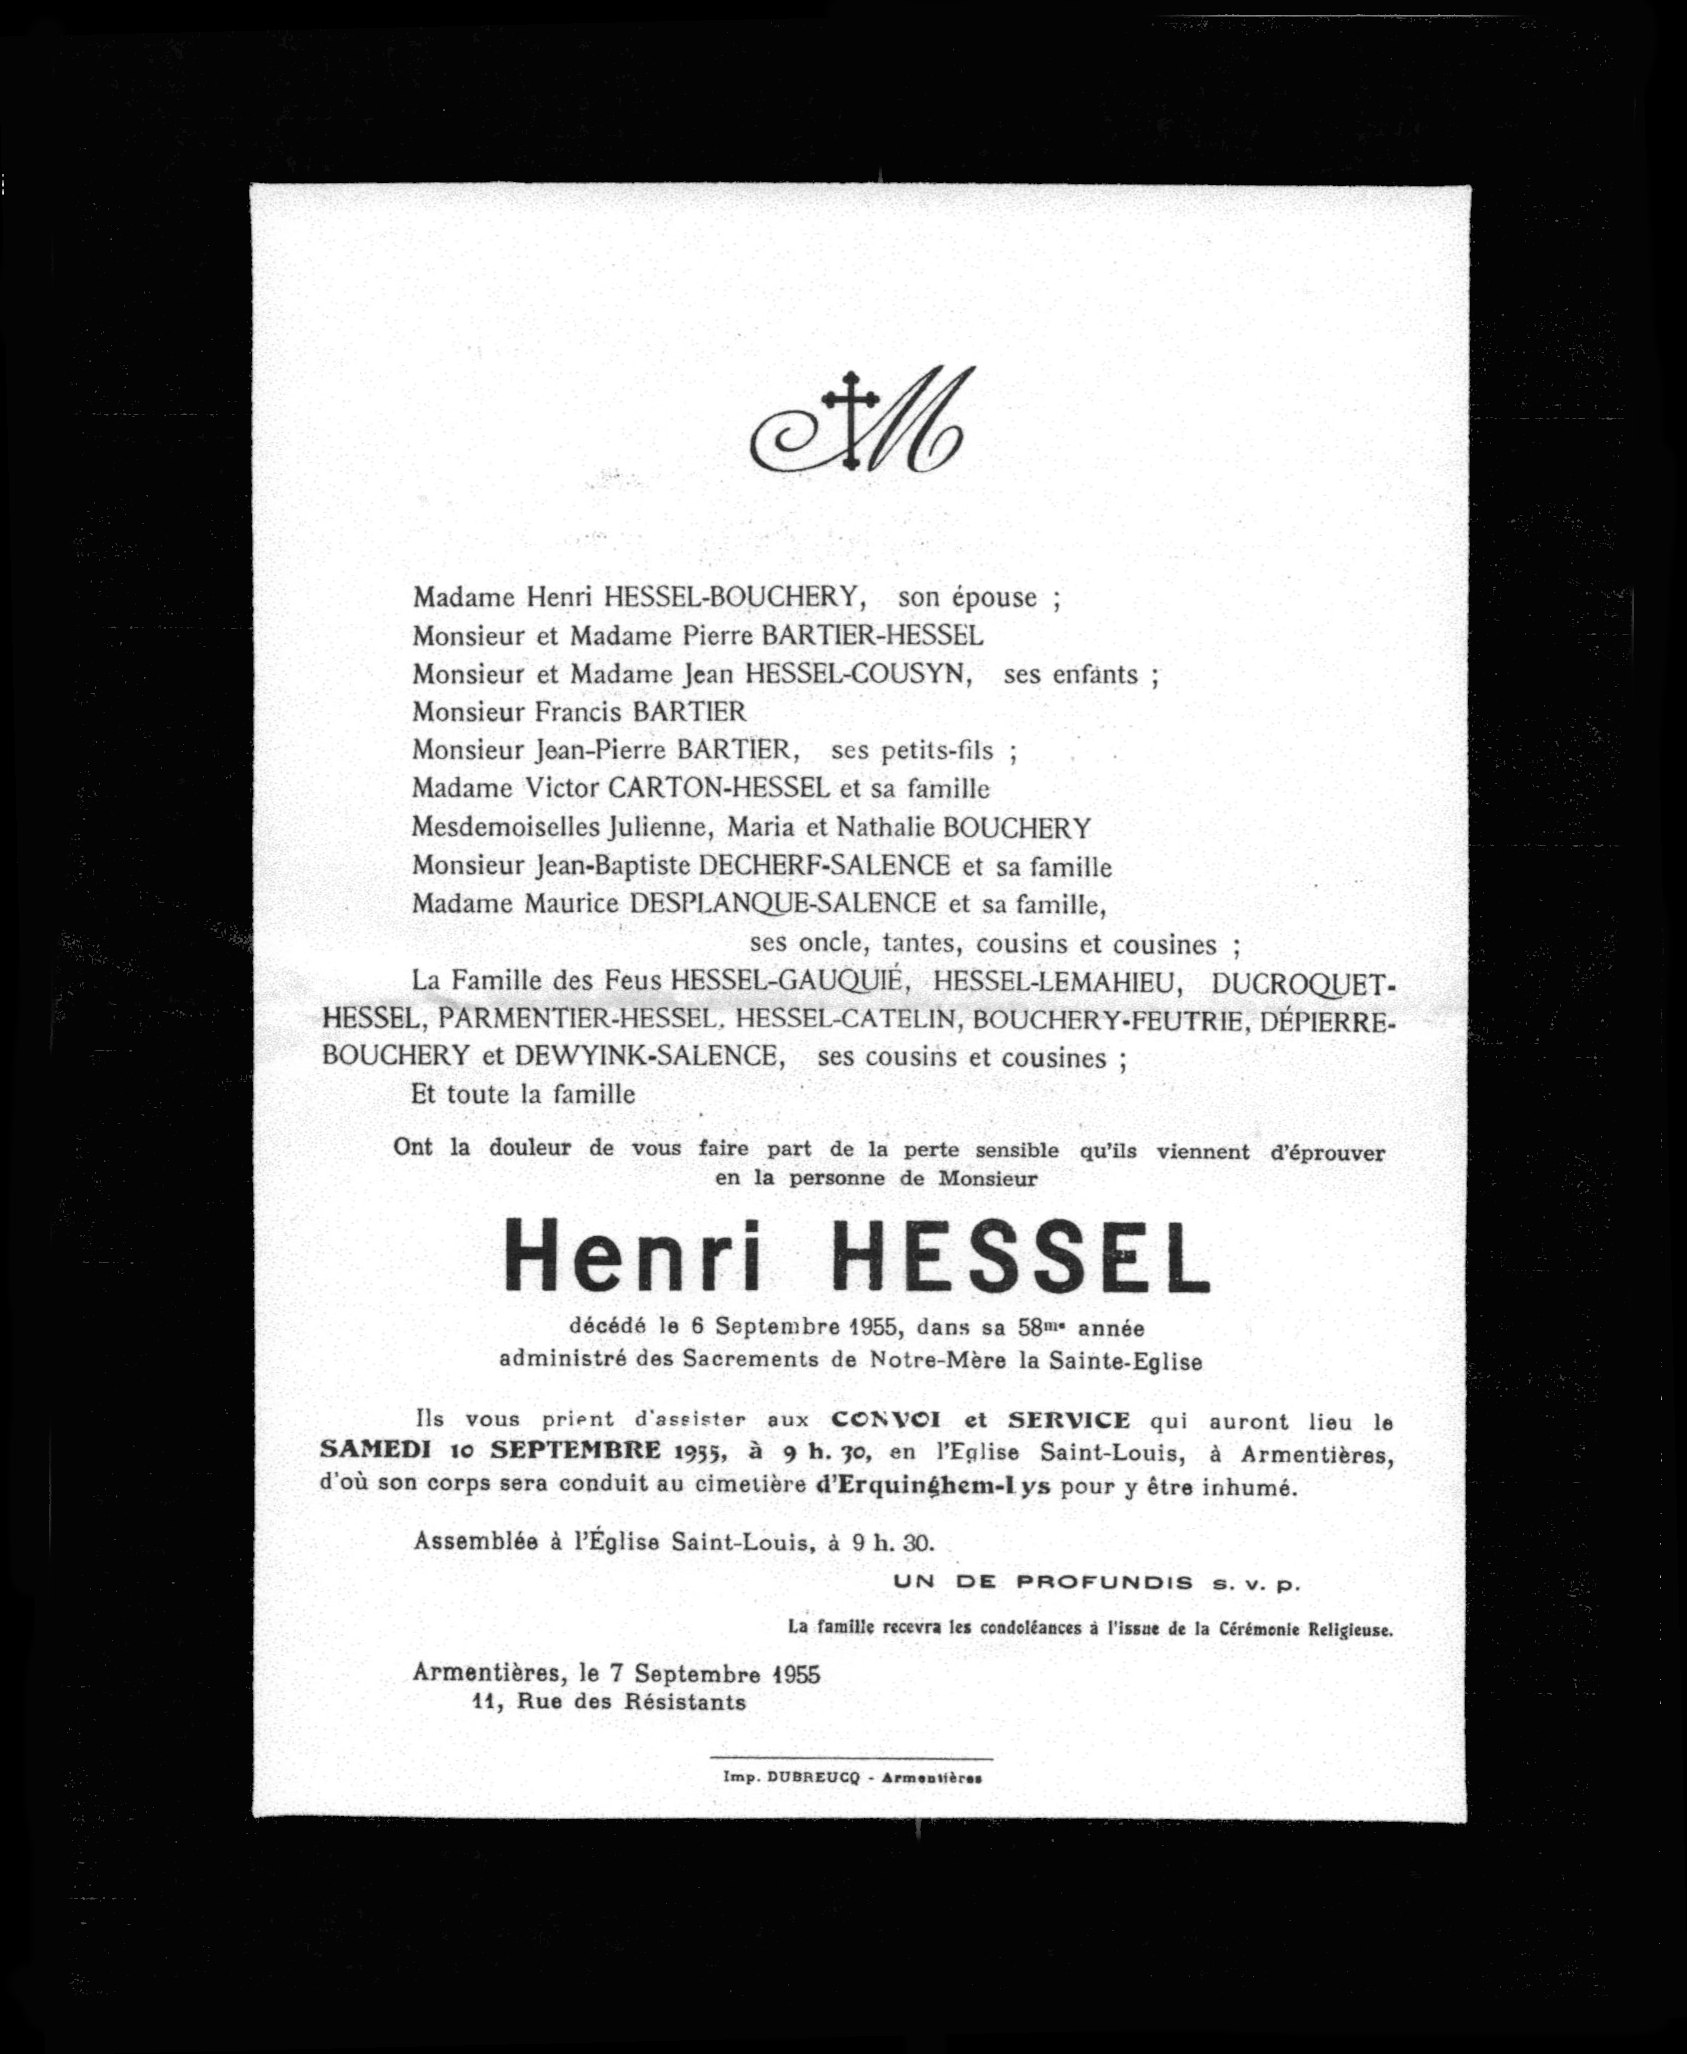 M
Madame Henri HESSEL-BOUCHERY, son épouse ;
Monsieur et Madame Pierre BARTIER-HESSEL
Monsieur et Madame Jean HESSEL-COUSYN, ses enfants ;
Monsieur Francis BARTIER
Monsieur Jean-Pierre BARTIER, ses petits-fils ;
Madame Victor CARTON-HESSEL et sa famille
Mesdemoiselles Julienne, Maria et Nathalie BOUCHERY
Monsieur Jean-Baptiste DECHERF-SALENCE et sa famille
Madame Maurice DESPLANQUE-SALENCE et sa famille,
ses oncle, tantes, cousins et cousines ;
La Famille des Feus HESSEL-GAUQUIÉ, HESSEL-LEMAHIEU, DUCROQUET-
HESSEL, PARMENTIER-HESSEL, HESSEL-CATELIN, BOUCHERY-FEUTRIE, DÉPIERRE-
BOUCHERY et DEWYINK-SALENCE, ses cousins et cousines ;
Et toute la famille
Ont la douleur de vous faire part de la perte sensible qu'ils viennent d'éprouver
en la personne de Monsieur
Henri HESSEL
décédé le 6 Septembre 1955, dans sa 58me année
administré des Sacrements de Notre-Mère la Sainte-Eglise
Ils vous prient d'assister aux CONVOI et SERVICE qui auront lieu le
SAMEDI 10 SEPTEMBRE 1955, à 9 h. 30, en l'Eglise Saint-Louis, à Armentières,
d'où son corps sera conduit au cimetière d'Erquinghem-Lys pour y être inhumé.
Assemblée à l'Église Saint-Louis, à 9 h. 30.
UN DE PROFUNDIS s. v. p.
La famille recevra les condoléances à l'issue de la Cérémonie Religieuse.
Armentières, le 7 Septembre 1955
11, Rue des Résistants
Imp. DUBREUCQ - Armentières